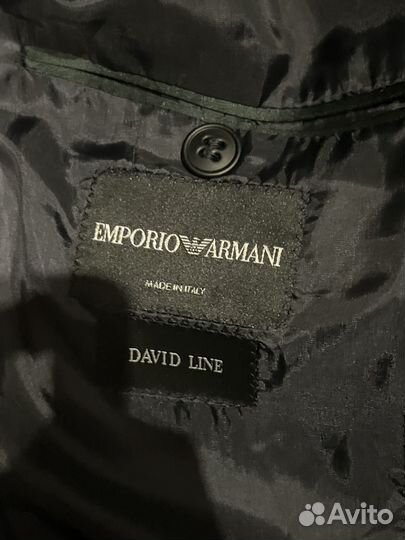 EMPORIO ARMANI
MADE IN ITALY
DAVID LINE
Avito